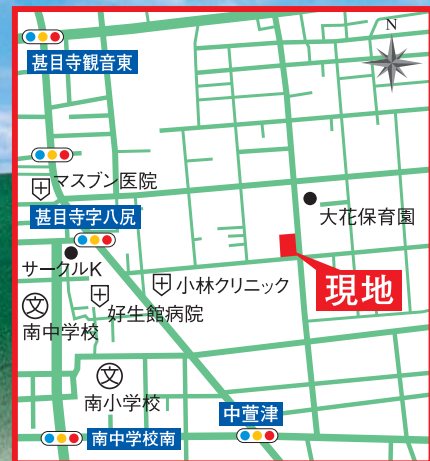 N
甚目寺観音東
マスブン医院
甚目寺字八尻
大花保育園
サークルK
小林クリニック
現地
好生館病院
文
南中学校
文
南小学校
中萱津
南中学校南